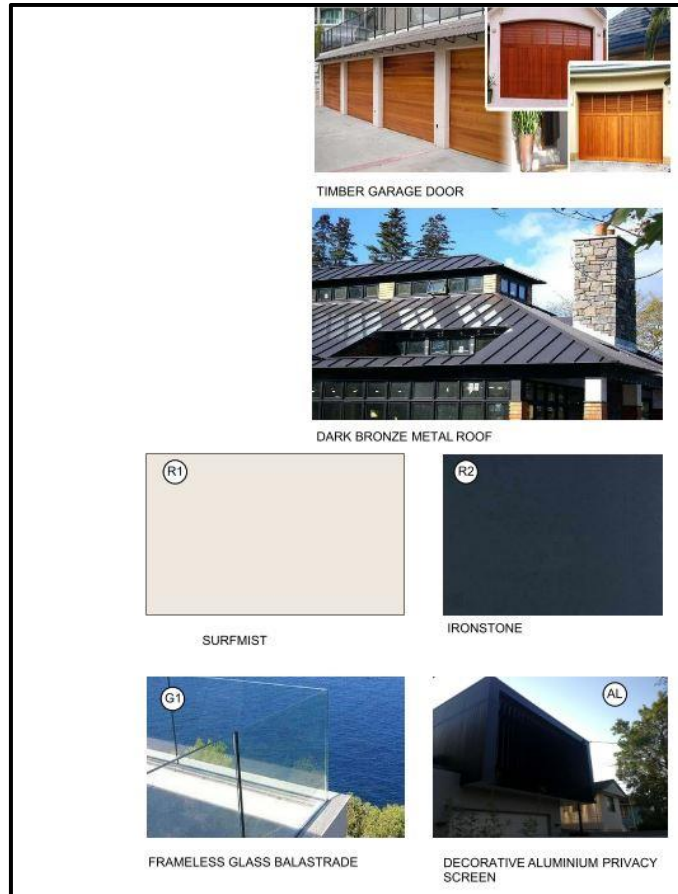 TIMBER GARAGE DOOR
DARK BRONZE METAL ROOF
R1
R2
SURFMIST
IRONSTONE
G1
AL
FRAMELESS GLASS BALASTRADE
DECORATIVE ALUMINIUM PRIVACY
SCREEN